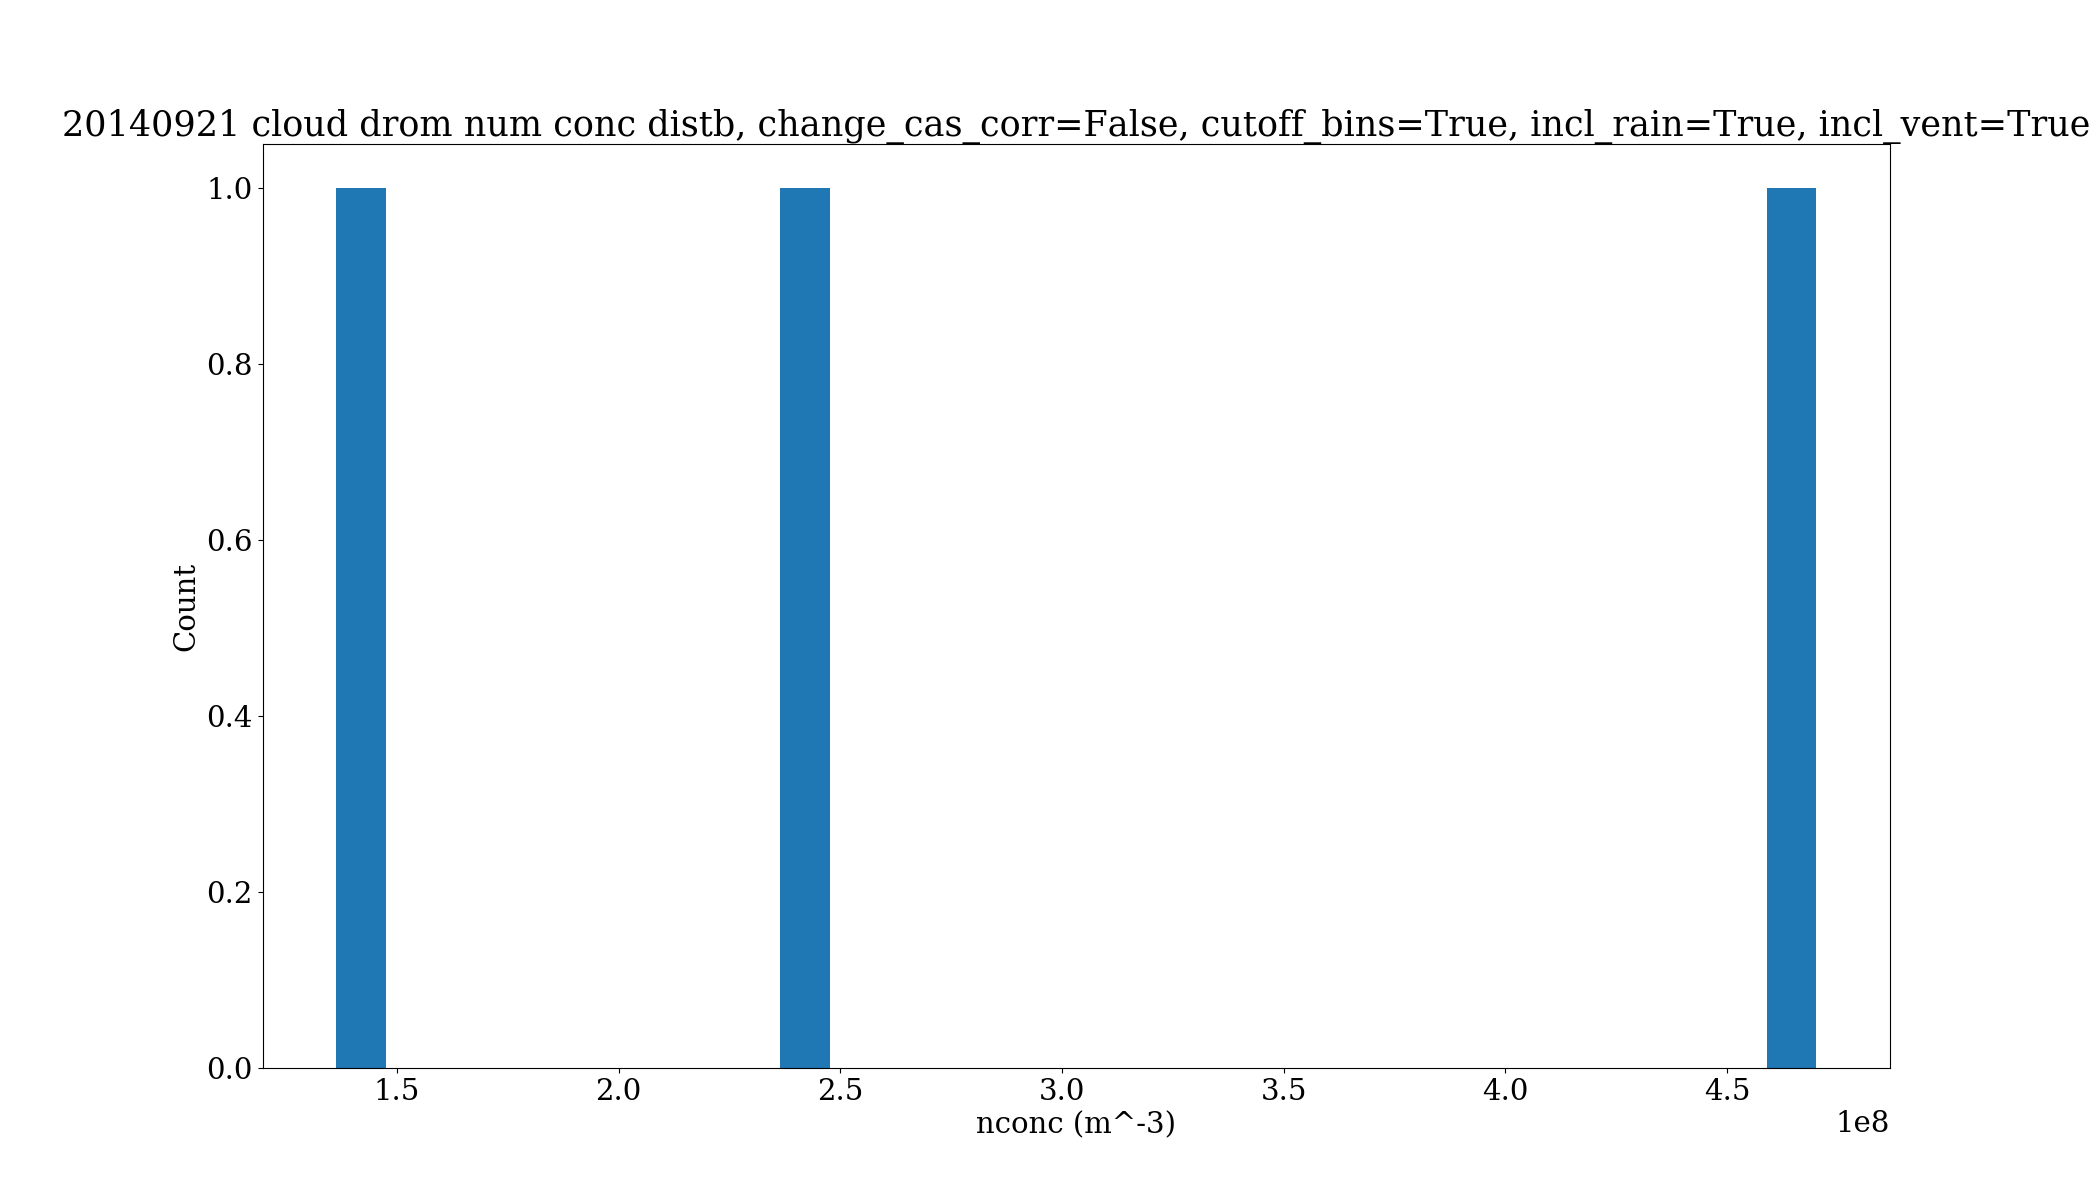 20140921 cloud drom num conc distb, change_cas_corr=False, cutoff_bins=True, incl_rain=True, incl_vent=True
1.0
0.8
0.6
0.4
0.2
0.0
Count
1.5 2.0 2.5 3.0 3.5 4.0 4.5
nconc (m^-3) 1e8